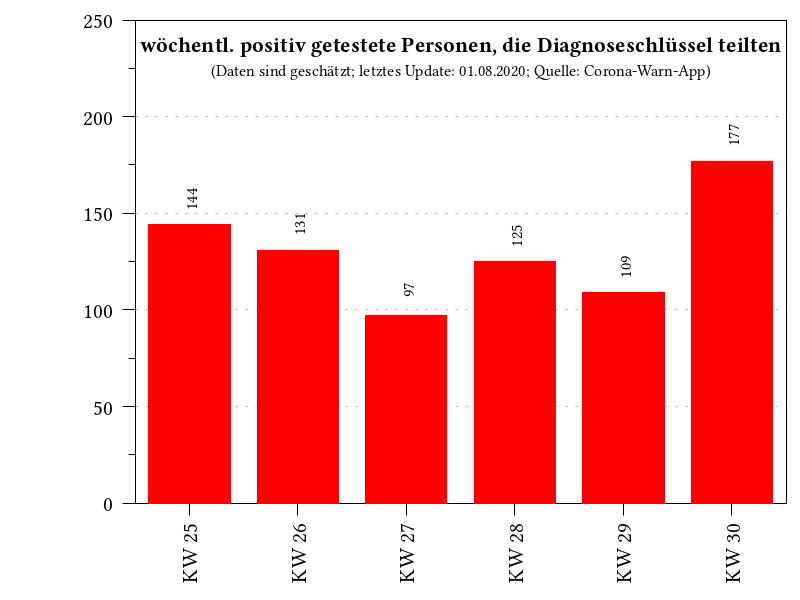 wöchentl. positiv getestete Personen, die Diagnoseschlüssel teilten
(Daten sind geschätzt; letztes Update: 01.08.2020; Quelle: Corona-Warn-App)
250
200
150
100
50
0
144
131
97
125
109
177
KW 25
KW 26
KW 27
KW 28
KW 29
KW 30